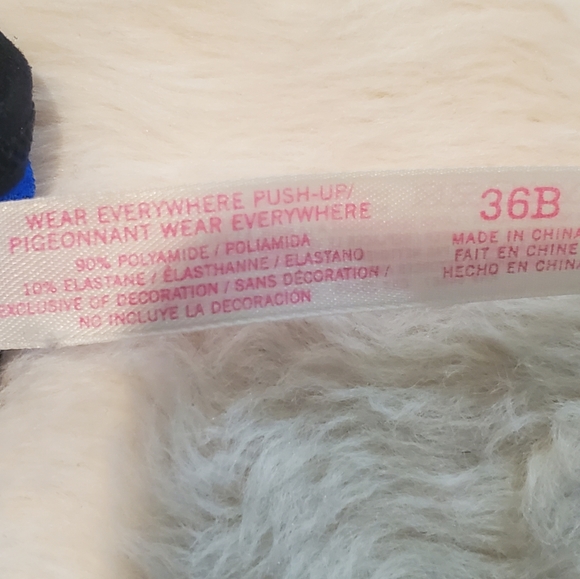 WEAR EVERYWHERE PUSH-UP/
PIGEONNANT WEAR EVERYWHERE
90% POLYAMIDE / POLIAMIDA
10% ELASTANE / ÉLASTHANNE / ELASTANO
EXCLUSIVE OF DECORATION / SANS DÉCORATION /
NO INCLUYE LA DECORACIÓN
36B
MADE IN CHINA
FAIT EN CHINE
HECHO EN CHINA